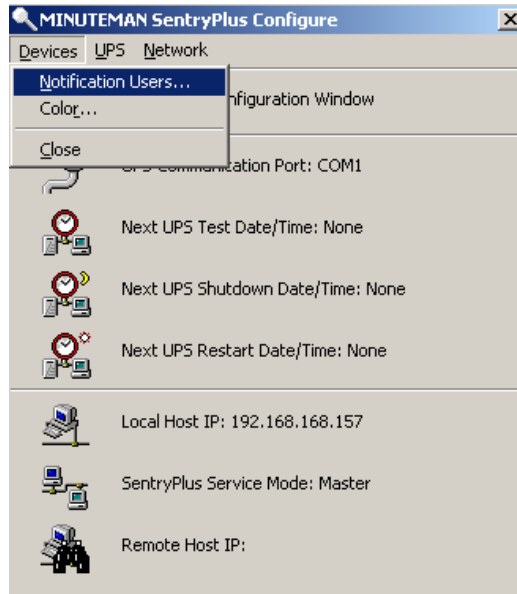 MINUTEMAN SentryPlus Configure
Devices UPS Network
Notification Users...
Color...
Close
nfiguration Window
UPS Communication Port: COM1
Next UPS Test Date/Time: None
Next UPS Shutdown Date/Time: None
Next UPS Restart Date/Time: None
Local Host IP: 192.168.168.157
SentryPlus Service Mode: Master
Remote Host IP: